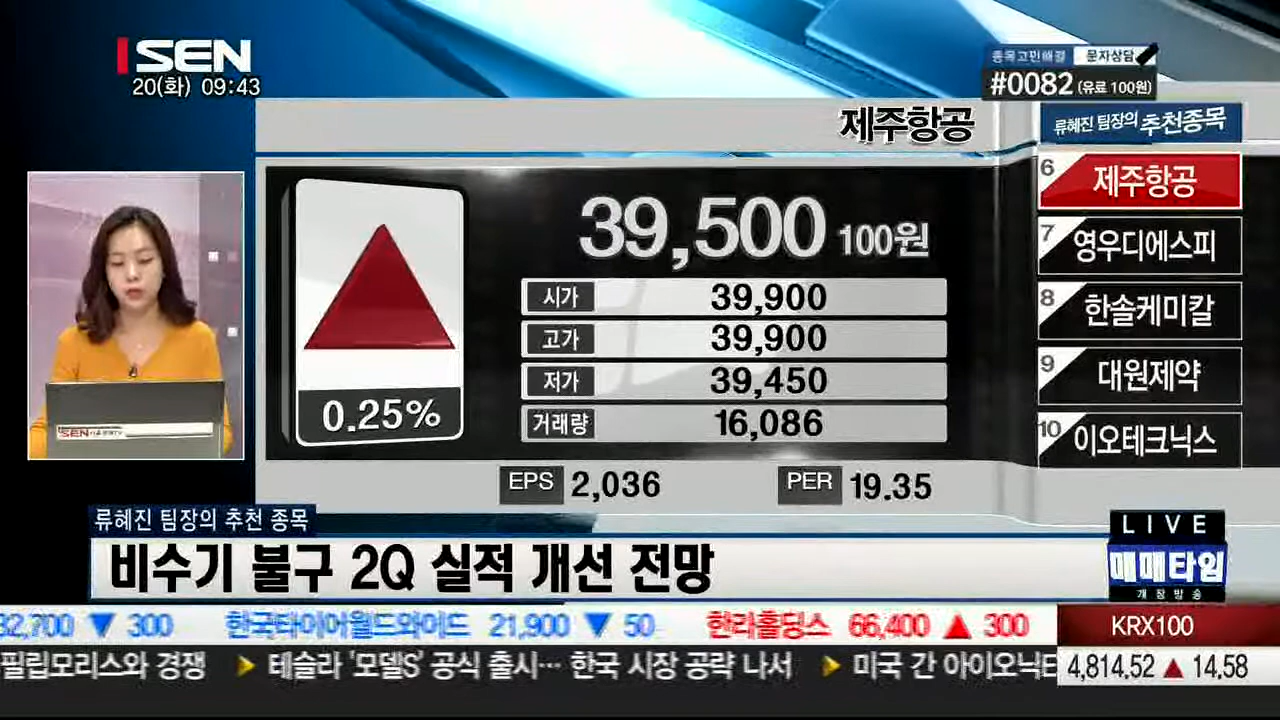 SEN
20(화) 09:43
종목고민해결 문자상담
#0082 (유료 100원)
제주항공
류혜진 팀장의 추천종목
6 제주항공
7 영우디에스피
8 한솔케미칼
9 대원제약
10 이오테크닉스
39,500 100원
0.25%
시가 39,900
고가 39,900
저가 39,450
거래량 16,086
EPS 2,036
PER 19.35
SEN
류혜진 팀장의 추천 종목
비수기 불구 2Q 실적 개선 전망
LIVE
매매타임
개장방송
32,700 ▼ 300 한국타이어월드와이드 21,900 ▼ 50 한라홀딩스 66,400 ▲ 300
KRX100
필립모리스와 경쟁 ▶ 테슬라 '모델S' 공식 출시… 한국 시장 공략 나서 ▶ 미국 간 아이오닉E
4,814.52 ▲ 14.58